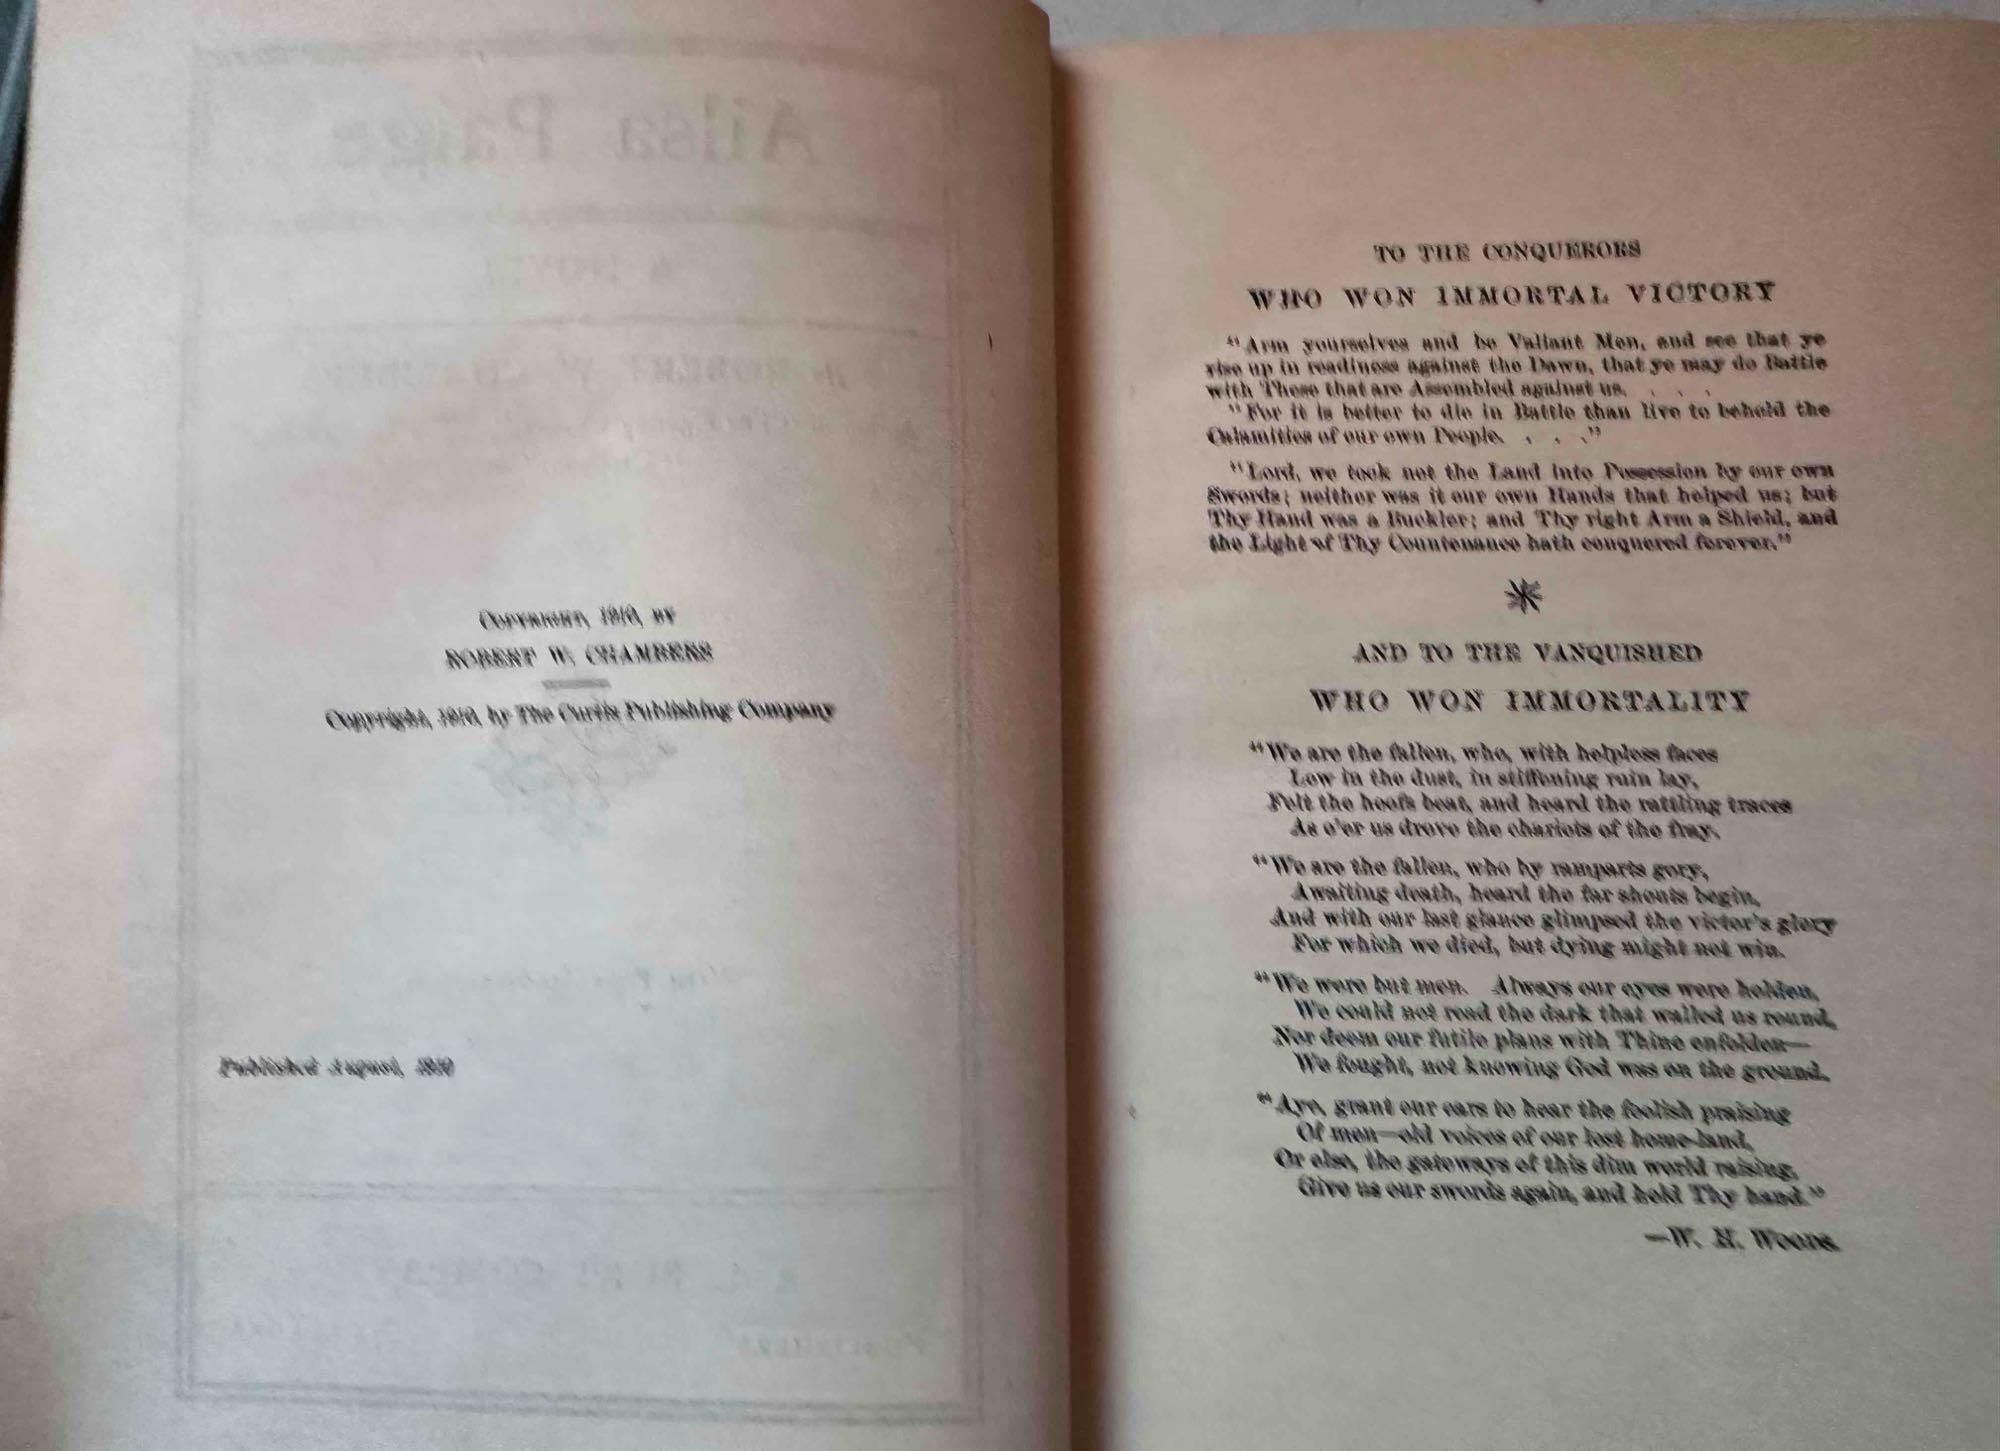 COPYRIGHT, 1910, BY
ROBERT W. CHAMBERS
Copyright, 1910, by The Curtis Publishing Company
Published August, 1910
TO THE CONQUERORS
WHO WON IMMORTAL VICTORY
"Arm yourselves and be Valiant Men, and see that ye
rise up in readiness against the Dawn, that ye may do Battle
with These that are Assembled against us. . . .
"For it is better to die in Battle than live to behold the
Calamities of our own People. . . ."
"Lord, we took not the Land into Possession by our own
Swords; neither was it our own Hands that helped us; but
Thy Hand was a Buckler; and Thy right Arm a Shield, and
the Light of Thy Countenance hath conquered forever."
AND TO THE VANQUISHED
WHO WON IMMORTALITY
"We are the fallen, who, with helpless faces
Low in the dust, in stiffening ruin lay,
Felt the hoofs beat, and heard the rattling traces
As o'er us drove the chariots of the fray.
"We are the fallen, who by ramparts gory,
Awaiting death, heard the far shouts begin,
And with our last glance glimpsed the victor's glory
For which we died, but dying might not win.
"We were but men. Always our eyes were holden,
We could not read the dark that walled us round,
Nor deem our futile plans with Thine enfolden—
We fought, not knowing God was on the ground.
"Aye, grant our ears to hear the foolish praising
Of men—old voices of our lost home-land,
Or else, the gateways of this dim world raising,
Give us our swords again, and hold Thy hand."
—W. H. WOODS.